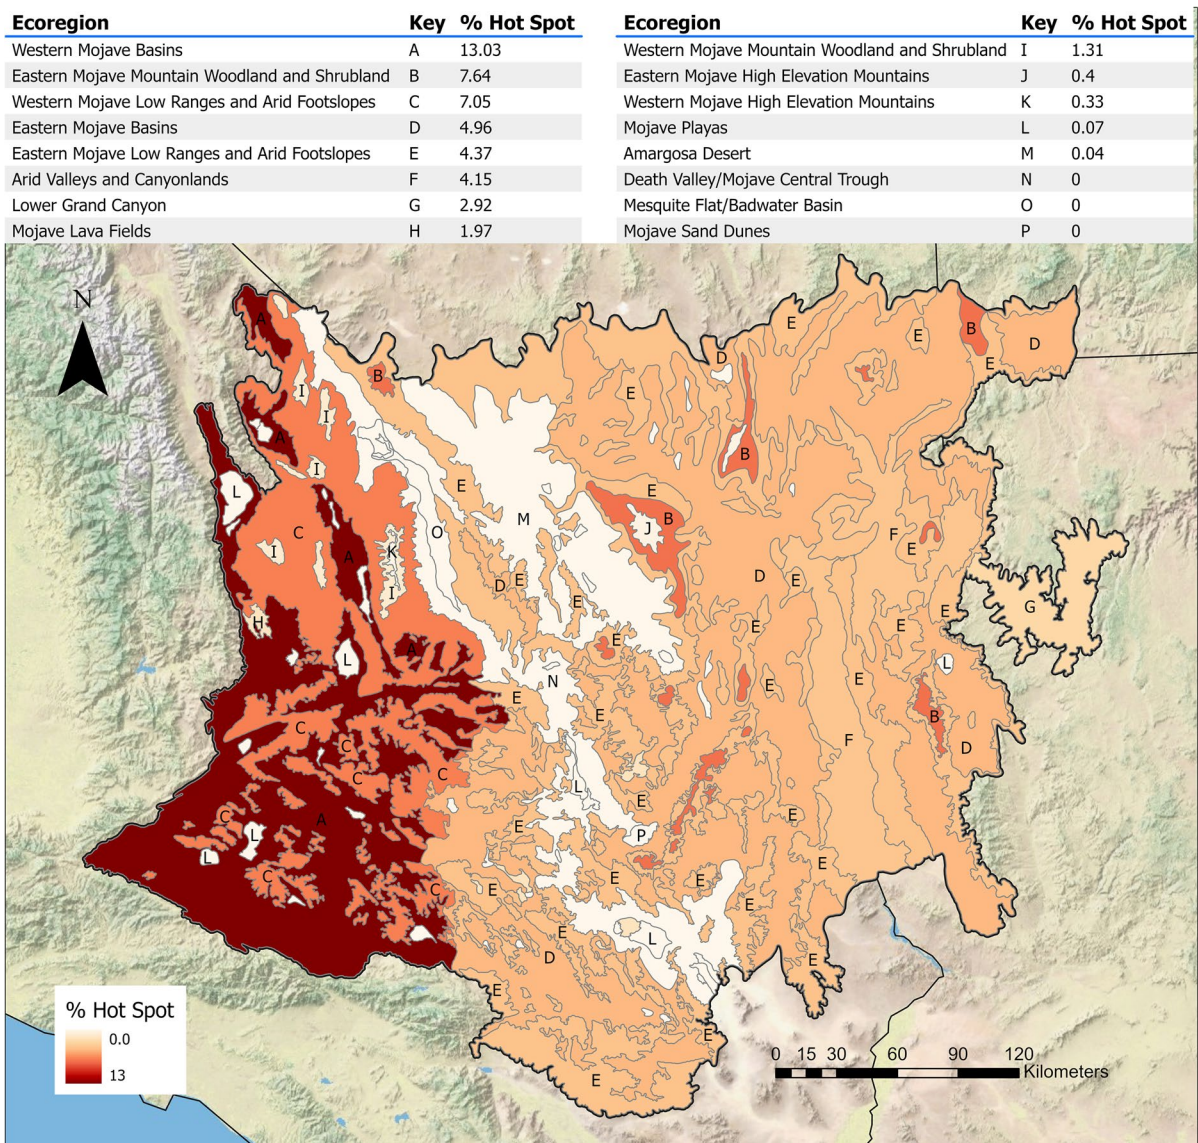 Ecoregion Key % Hot Spot
Western Mojave Basins A 13.03
Eastern Mojave Mountain Woodland and Shrubland B 7.64
Western Mojave Low Ranges and Arid Footslopes C 7.05
Eastern Mojave Basins D 4.96
Eastern Mojave Low Ranges and Arid Footslopes E 4.37
Arid Valleys and Canyonlands F 4.15
Lower Grand Canyon G 2.92
Mojave Lava Fields H 1.97
Ecoregion Key % Hot Spot
Western Mojave Mountain Woodland and Shrubland I 1.31
Eastern Mojave High Elevation Mountains J 0.4
Western Mojave High Elevation Mountains K 0.33
Mojave Playas L 0.07
Amargosa Desert M 0.04
Death Valley/Mojave Central Trough N 0
Mesquite Flat/Badwater Basin O 0
Mojave Sand Dunes P 0
N
A
E
B
E
D
D
E
B
I
E
I
A
B
I
L
E
E
M
B
J
C
O
F
A
K
I
E
D
E
D
E
I
E
G
H
E
E
E
E
A
L
L
N
E
E
E
E
B
C
C
F
D
C
C
L
E
E
A
C
E
P
L
L
E
C
C
E
E
E
E
E
L
D
E
E
E
E
% Hot Spot
0.0
13
0 15 30 60 90 120
Kilometers